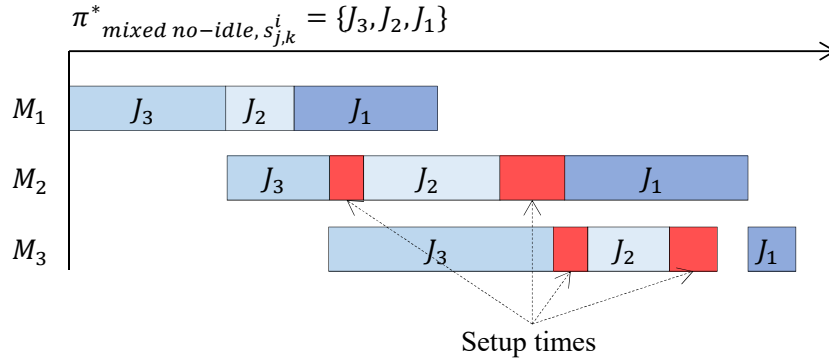 π*mixed no−idle, s^i_{j,k} = {J3, J2, J1}
M1 J3 J2 J1
M2 J3 J2 J1
M3 J3 J2 J1
Setup times